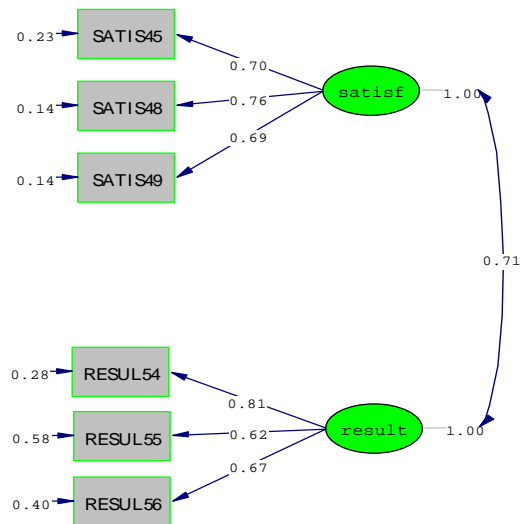 0.23 SATIS45
0.70
satisf 1.00
0.14 SATIS48
0.76
0.69
0.14 SATIS49
0.71
0.28 RESUL54
0.81
result 1.00
0.58 RESUL55
0.62
0.67
0.40 RESUL56